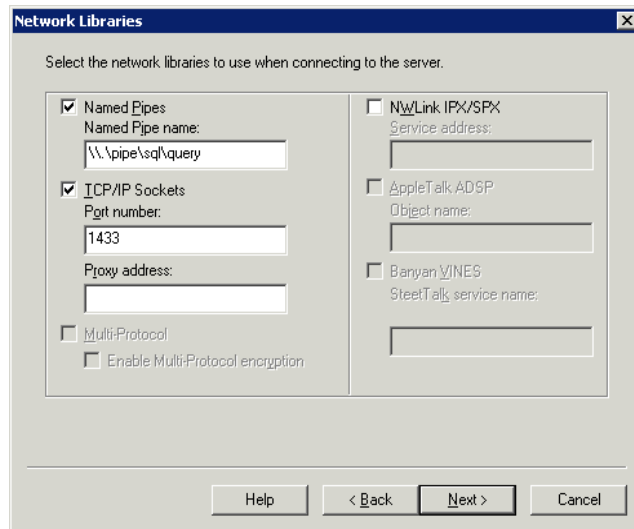 Network Libraries
Select the network libraries to use when connecting to the server.
Named Pipes
Named Pipe name:
\\.\pipe\sql\query
TCP/IP Sockets
Port number:
1433
Proxy address:
Multi-Protocol
Enable Multi-Protocol encryption
NWLink IPX/SPX
Service address:
AppleTalk ADSP
Object name:
Banyan VINES
SteetTalk service name:
Help
< Back
Next >
Cancel